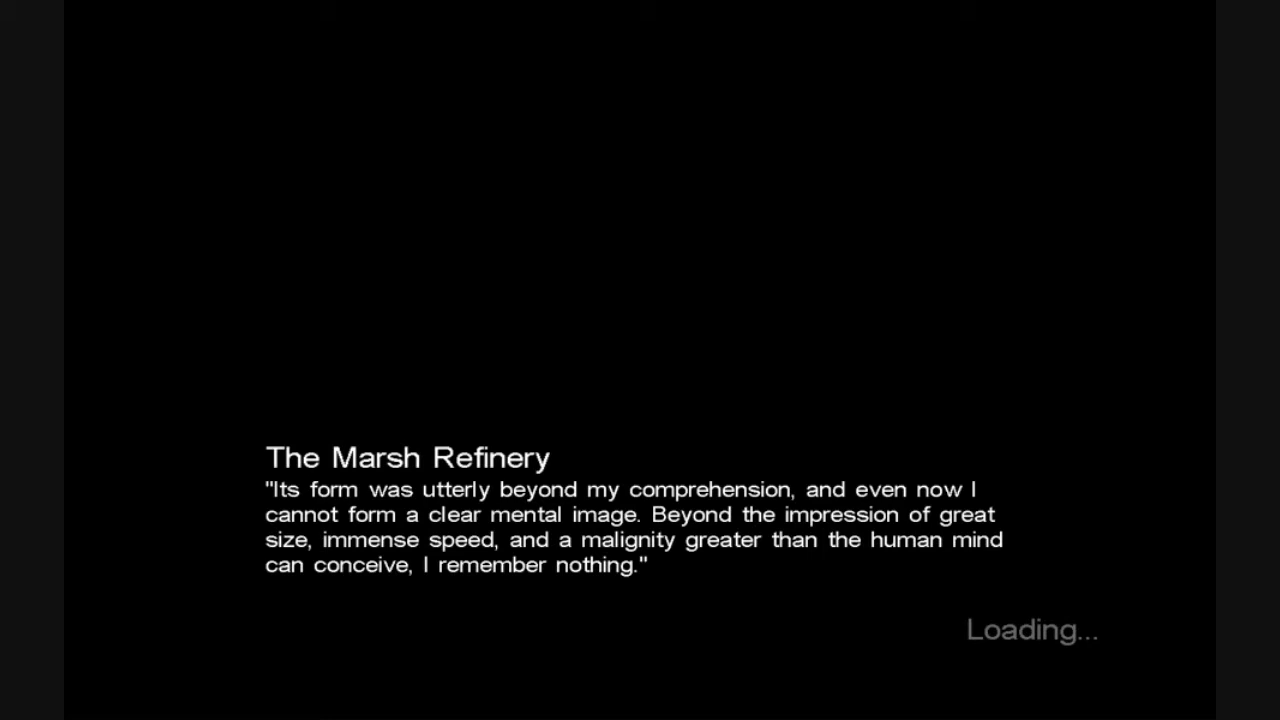 The Marsh Refinery
"Its form was utterly beyond my comprehension, and even now I
cannot form a clear mental image. Beyond the impression of great
size, immense speed, and a malignity greater than the human mind
can conceive, I remember nothing."
Loading...